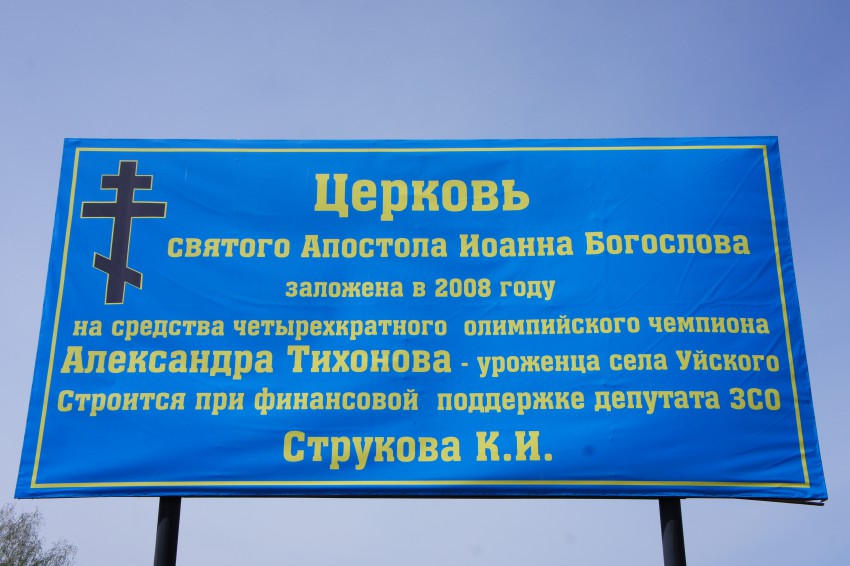 Церковь
святого Апостола Иоанна Богослова
заложена в 2008 году
на средства четырехкратного олимпийского чемпиона
Александра Тихонова - уроженца села Уйского
Строится при финансовой поддержке депутата ЗСО
Струкова К.И.